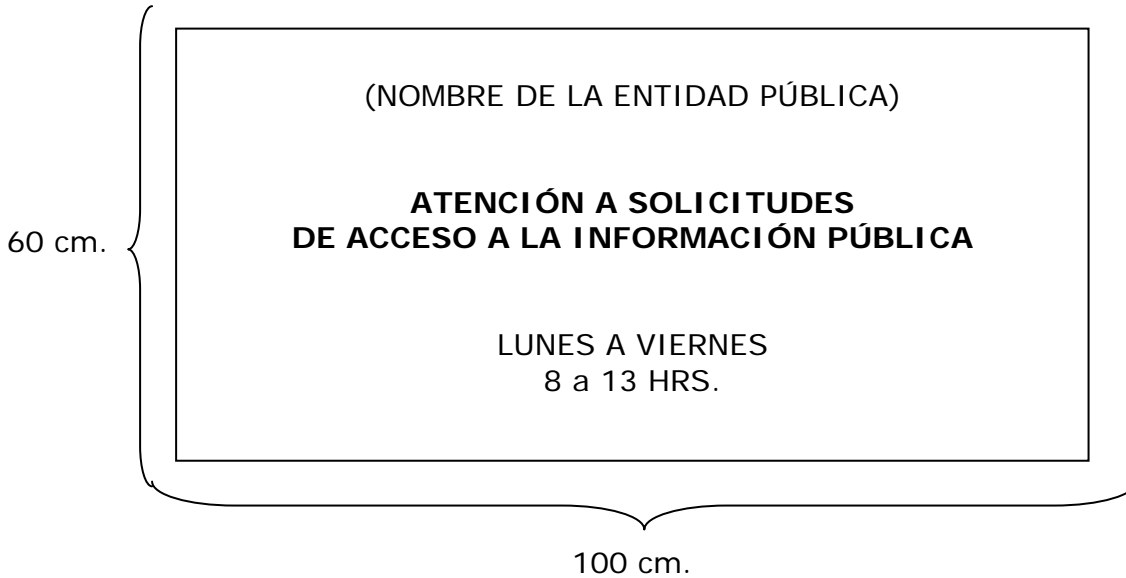 (NOMBRE DE LA ENTIDAD PÚBLICA)
ATENCIÓN A SOLICITUDES
DE ACCESO A LA INFORMACIÓN PÚBLICA
60 cm.
LUNES A VIERNES
8 a 13 HRS.
100 cm.